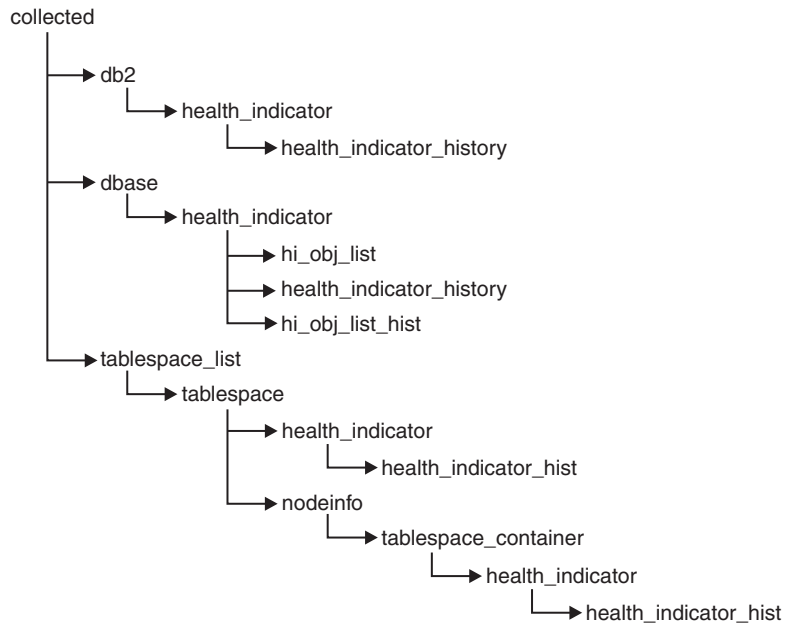 collected
db2
health_indicator
health_indicator_history
dbase
health_indicator
hi_obj_list
health_indicator_history
hi_obj_list_hist
tablespace_list
tablespace
health_indicator
health_indicator_hist
nodeinfo
tablespace_container
health_indicator
health_indicator_hist